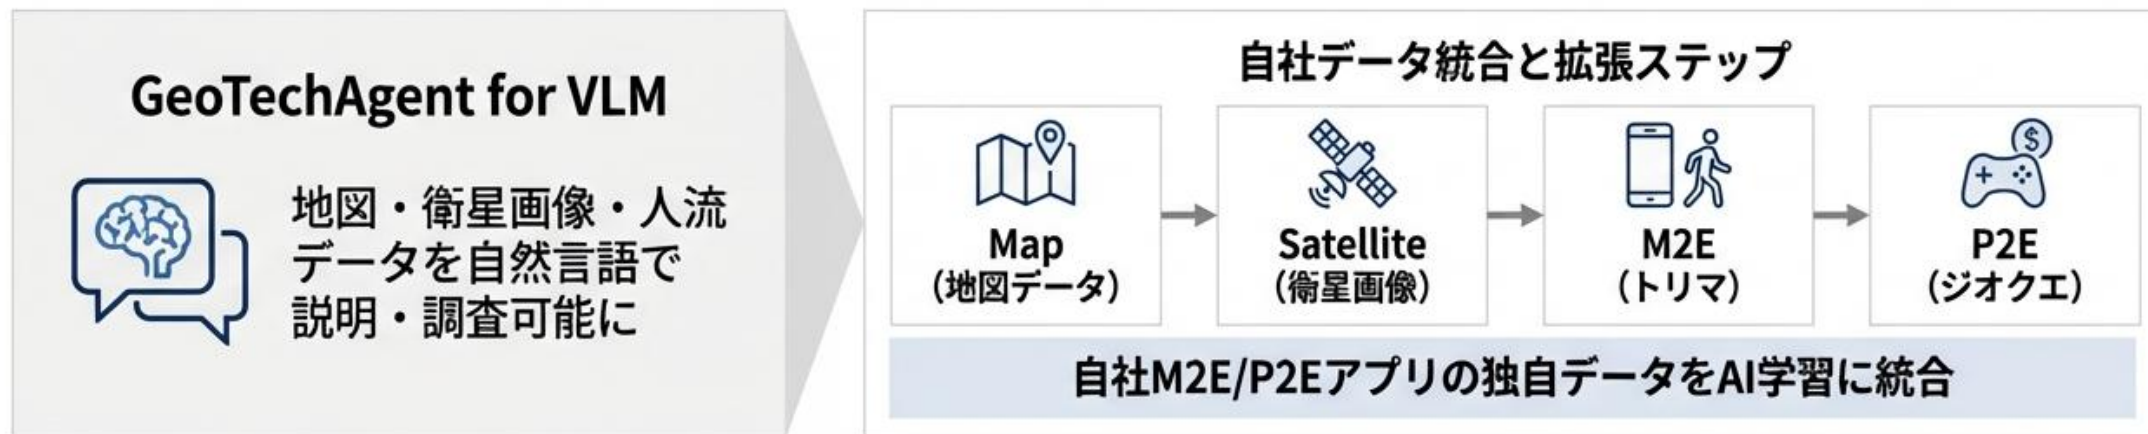 GeoTechAgent for VLM
地図・衛星画像・人流
データを自然言語で
説明・調査可能に
自社データ統合と拡張ステップ
Map
(地図データ)
Satellite
(衛星画像)
M2E
(トリマ)
P2E
(ジオクエ)
$
自社M2E/P2Eアプリの独自データをAI学習に統合